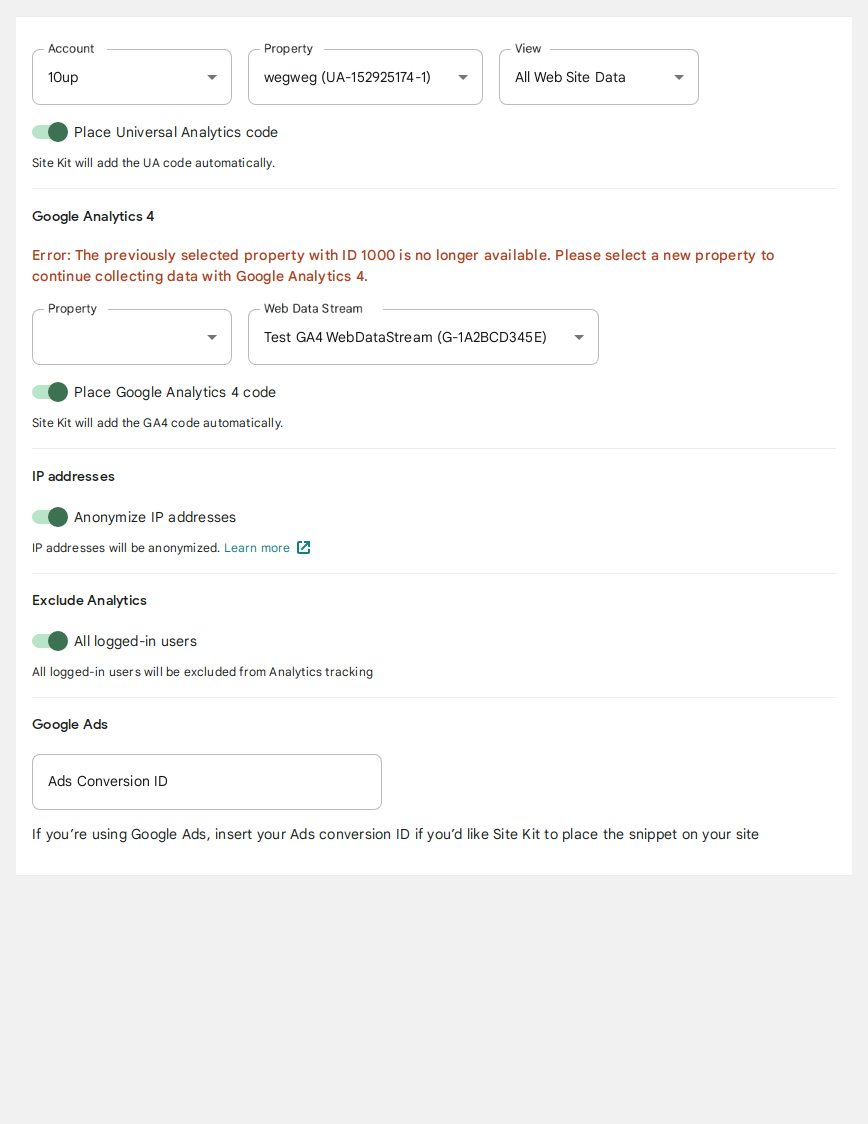 Account
Property
View
10up
wegweg (UA-152925174-1)
All Web Site Data
Place Universal Analytics code
Site Kit will add the UA code automatically.
Google Analytics 4
Error: The previously selected property with ID 1000 is no longer available. Please select a new property to
continue collecting data with Google Analytics 4.
Property
Web Data Stream
Test GA4 WebDataStream (G-1A2BCD345E)
Place Google Analytics 4 code
Site Kit will add the GA4 code automatically.
IP addresses
Anonymize IP addresses
IP addresses will be anonymized. Learn more
Exclude Analytics
All logged-in users
All logged-in users will be excluded from Analytics tracking
Google Ads
Ads Conversion ID
If you’re using Google Ads, insert your Ads conversion ID if you’d like Site Kit to place the snippet on your site